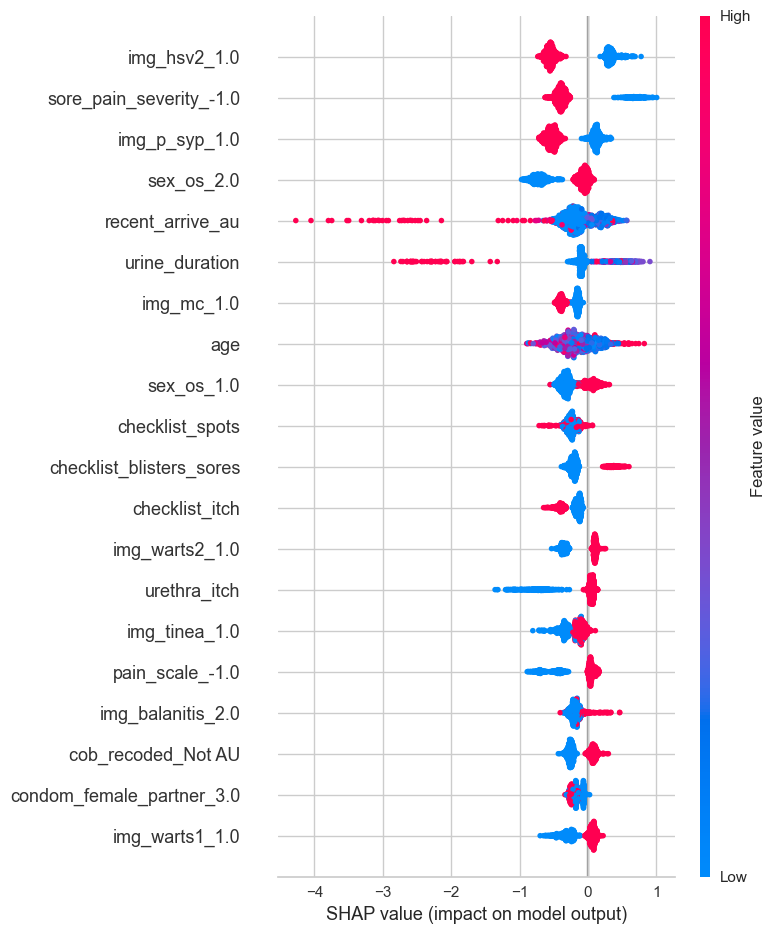 High
img_hsv2_1.0
sore_pain_severity_-1.0
img_p_syp_1.0
sex_os_2.0
recent_arrive_au
urine_duration
img_mc_1.0
age
sex_os_1.0
checklist_spots
checklist_blisters_sores
checklist_itch
img_warts2_1.0
urethra_itch
img_tinea_1.0
pain_scale_-1.0
img_balanitis_2.0
cob_recoded_Not AU
condom_female_partner_3.0
img_warts1_1.0
Feature value
Low
−4 −3 −2 −1 0 1
SHAP value (impact on model output)